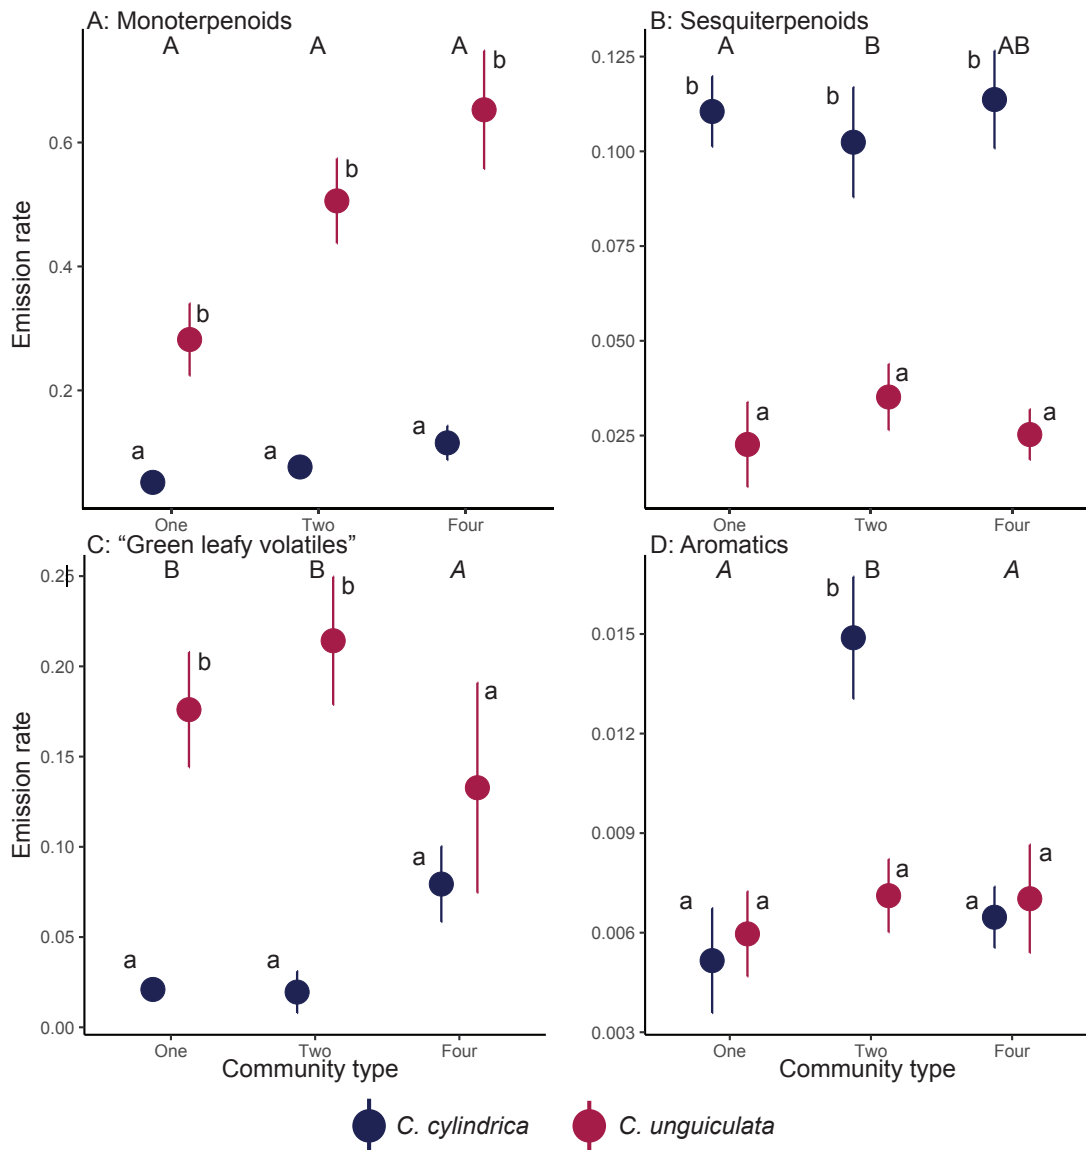 A: Monoterpenoids
A A A
b
b
b
a
a
a
0.6
0.4
0.2
Emission rate
One Two Four
B: Sesquiterpenoids
A B AB
b
b
b
a
a
a
0.125
0.100
0.075
0.050
0.025
One Two Four
C: “Green leafy volatiles”
B B A
b
b
a
a
a
a
0.25
0.20
0.15
0.10
0.05
0.00
Emission rate
One Two Four
Community type
D: Aromatics
A B A
b
a
a
a
a
a
0.015
0.012
0.009
0.006
0.003
One Two Four
Community type
C. cylindrica C. unguiculata